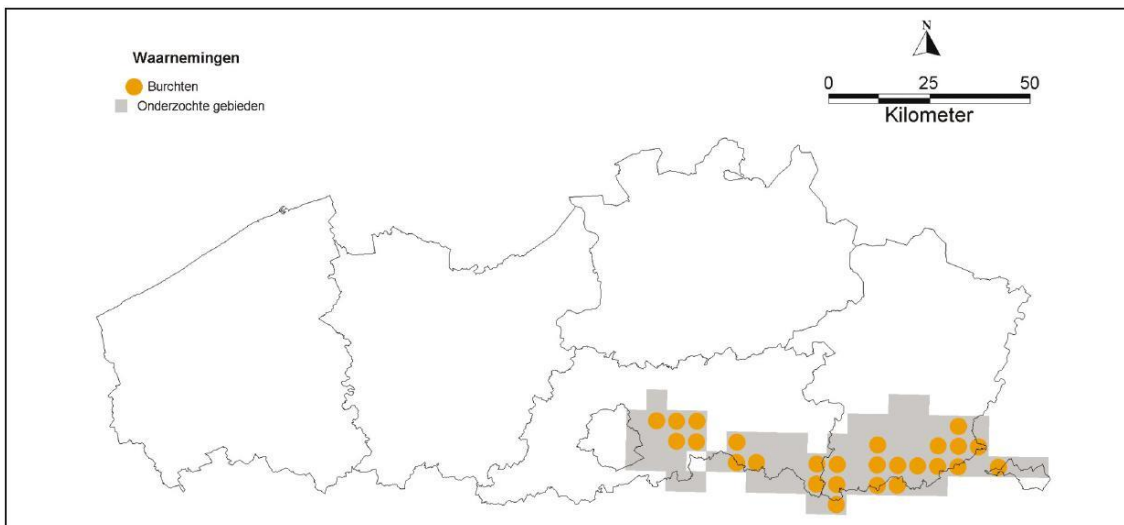 Waarnemingen
Burchten
Onderzochte gebieden
N
0 25 50
Kilometer